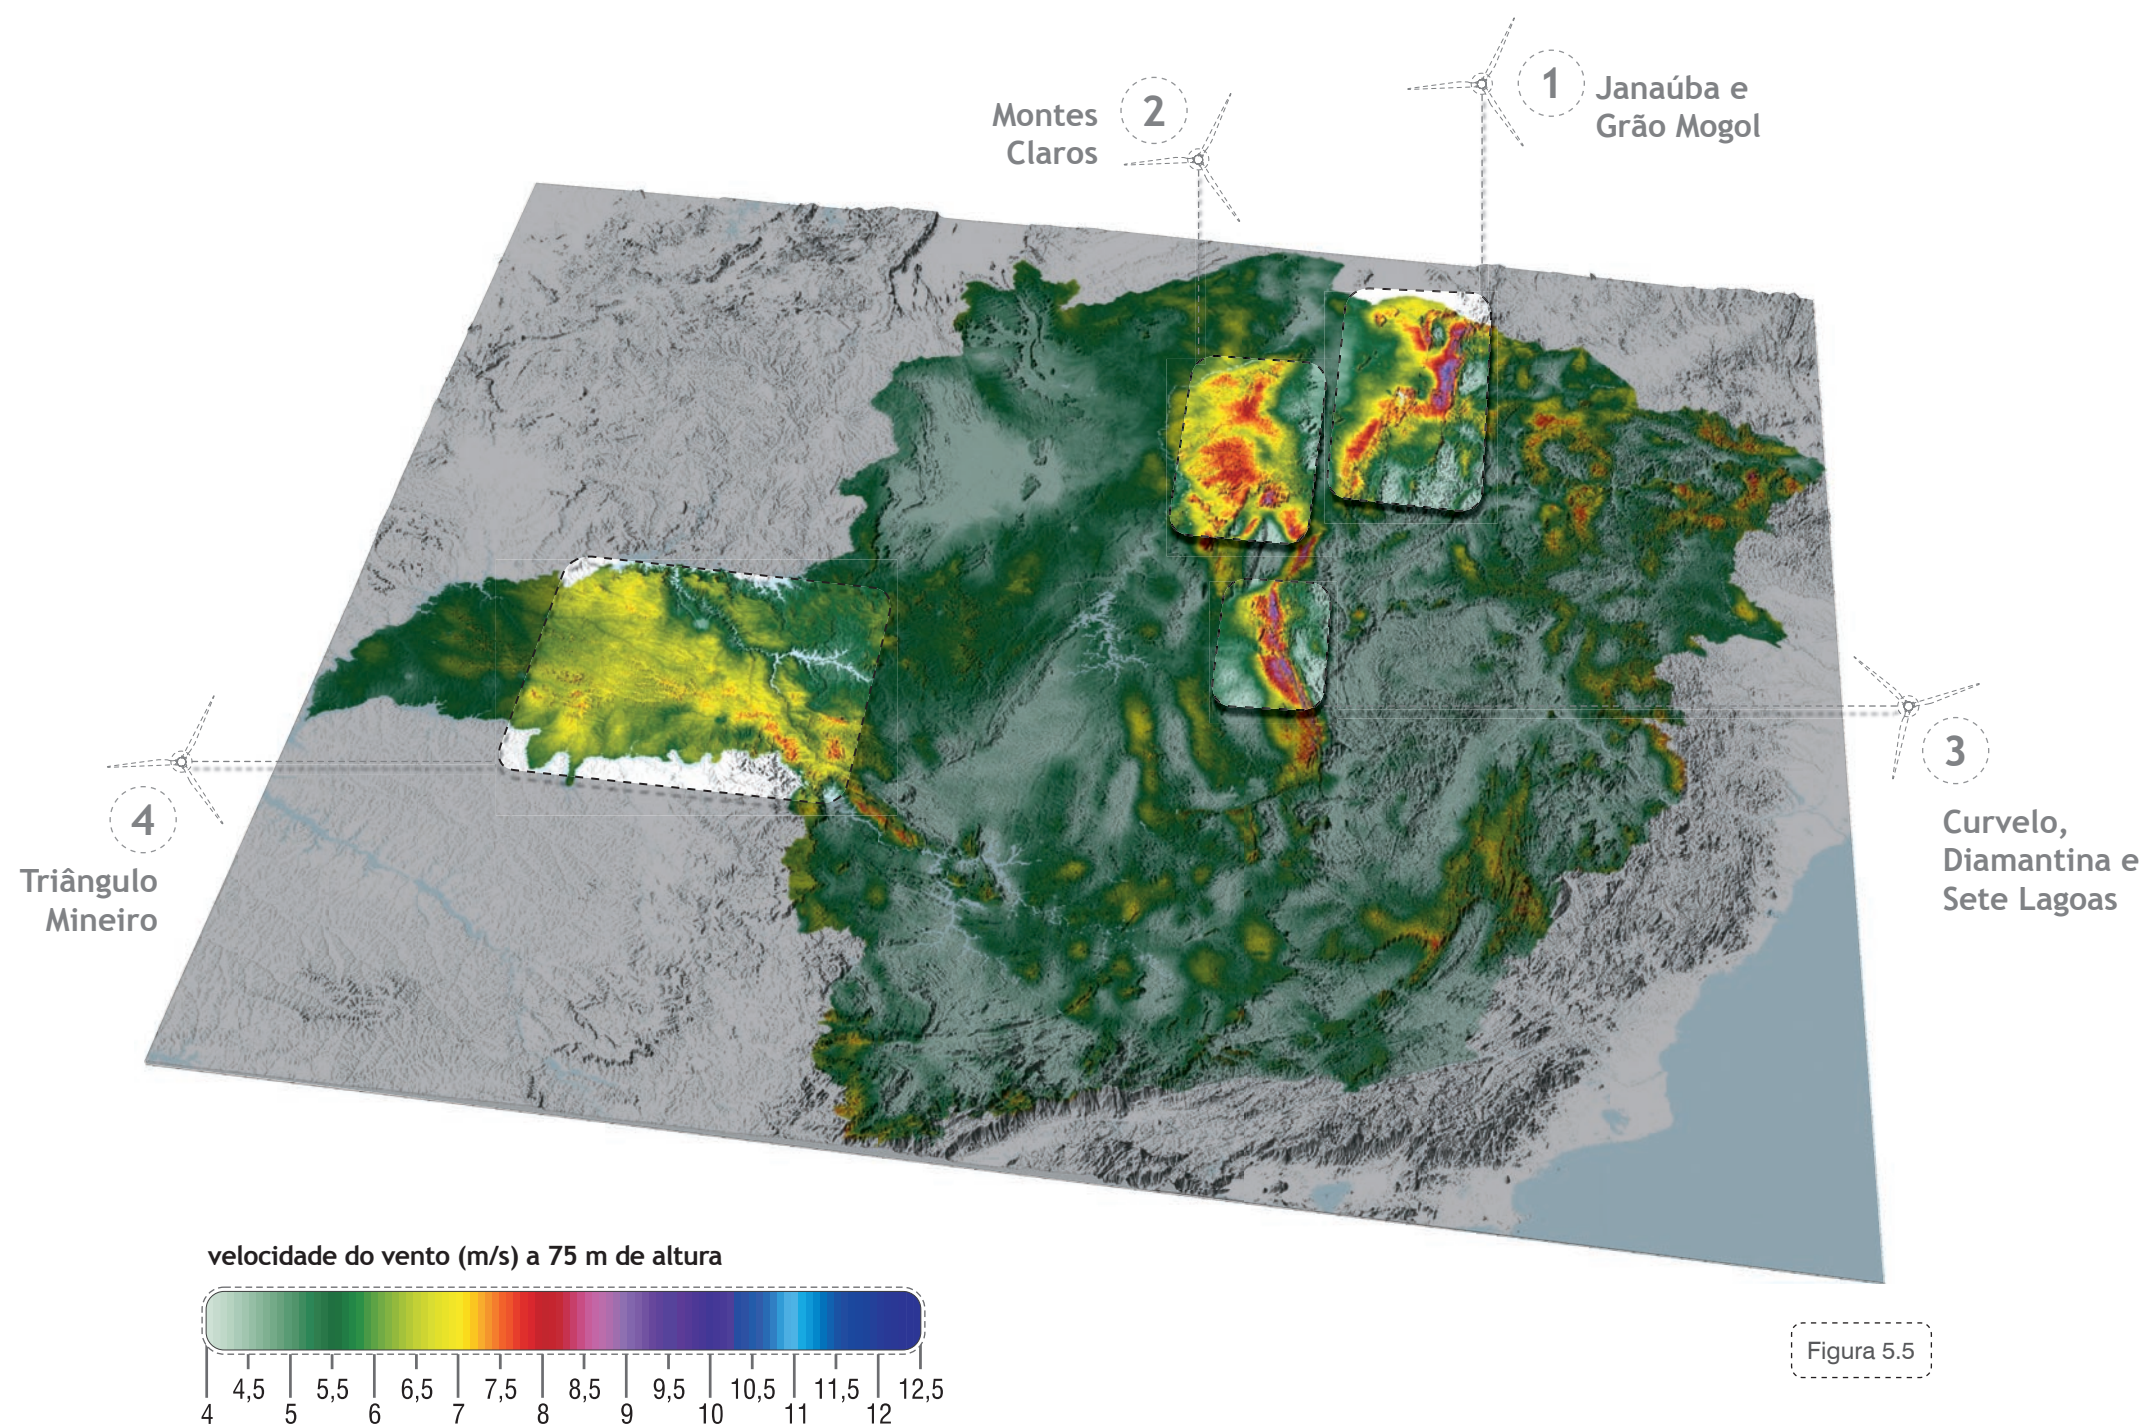 1
Janaúba e
Grão Mogol
2
Montes
Claros
3
Curvelo,
Diamantina e
Sete Lagoas
4
Triângulo
Mineiro
velocidade do vento (m/s) a 75 m de altura
4,5 5,5 6,5 7,5 8,5 9,5 10,5 11,5 12,5
4 5 6 7 8 9 10 11 12
Figura 5.5